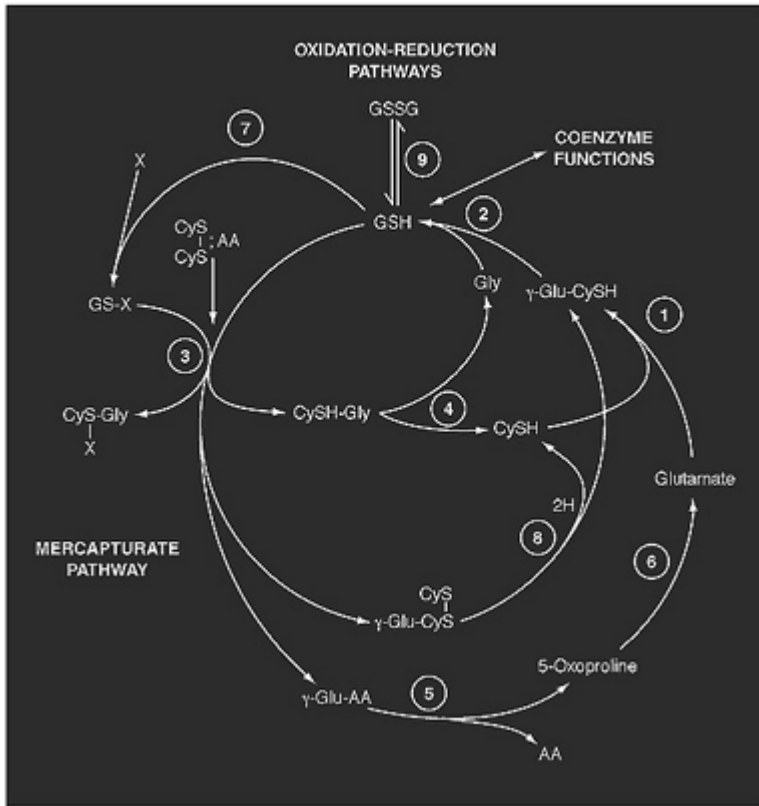 OXIDATION-REDUCTION
PATHWAYS
GSSG
7
9
COENZYME
FUNCTIONS
X
2
GSH
CyS
: AA
CyS
Gly
γ-Glu-CySH
GS-X
1
3
CyS-Gly
X
CySH-Gly
4
CySH
Glutamate
2H
MERCAPTURATE
PATHWAY
8
6
CyS
γ-Glu-CyS
5-Oxoproline
γ-Glu-AA
5
AA